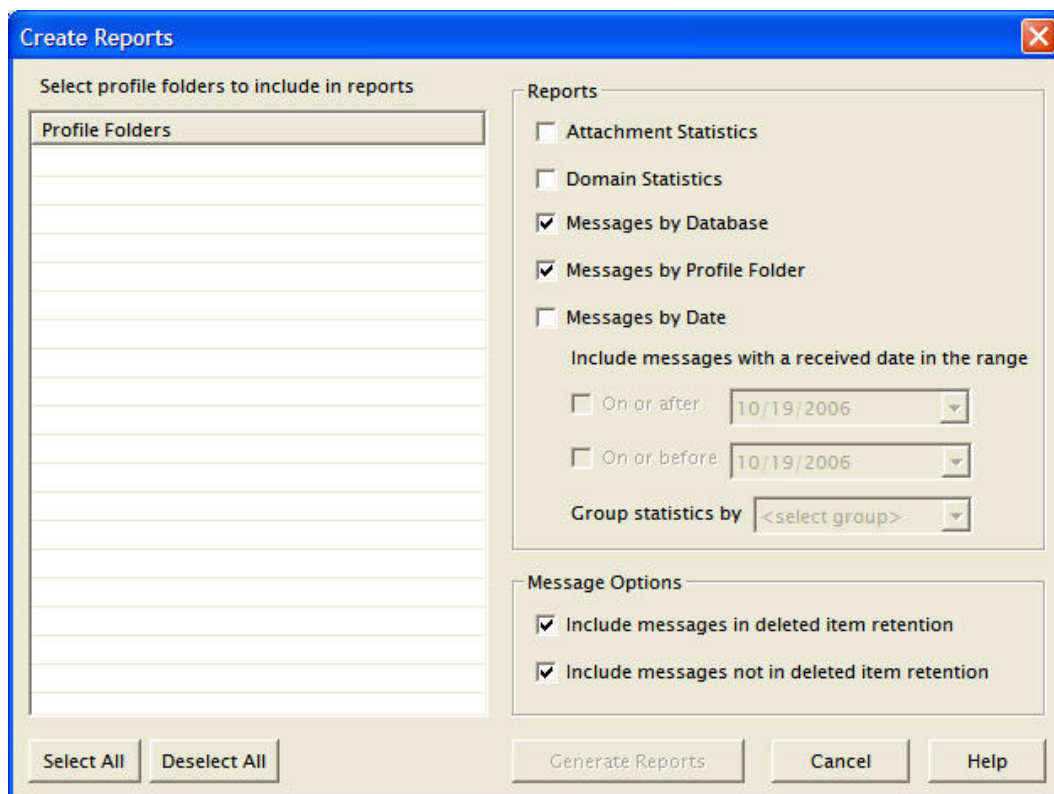 Create Reports
Select profile folders to include in reports
Profile Folders
Select All
Deselect All
Reports
Attachment Statistics
Domain Statistics
Messages by Database
Messages by Profile Folder
Messages by Date
Include messages with a received date in the range
On or after
10/19/2006
On or before
10/19/2006
Group statistics by
<select group>
Message Options
Include messages in deleted item retention
Include messages not in deleted item retention
Generate Reports
Cancel
Help